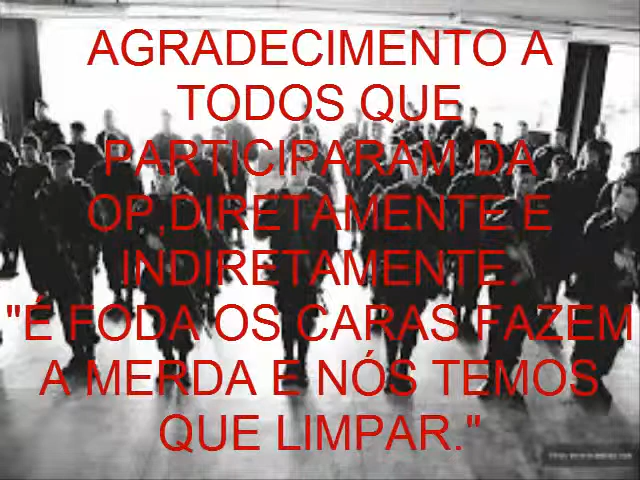 AGRADECIMENTO A
TODOS QUE
PARTICIPARAM DA
OP,DIRETAMENTE E
INDIRETAMENTE.
"É FODA OS CARAS FAZEM
A MERDA E NÓS TEMOS
QUE LIMPAR."